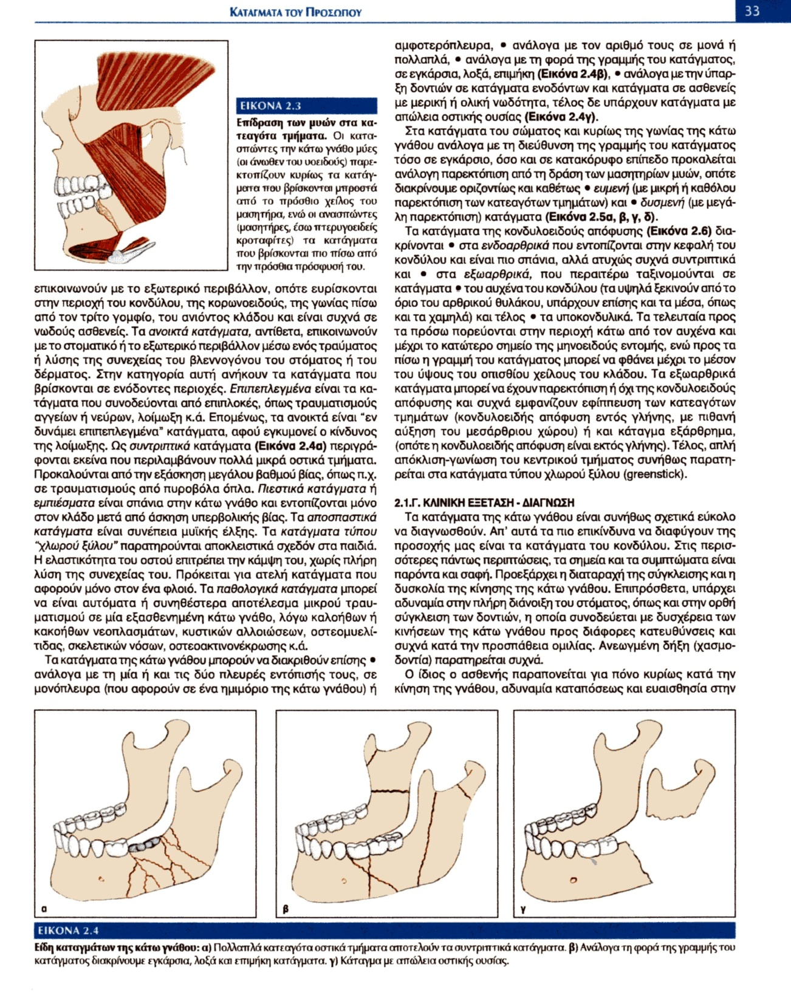 ΚΑΤΑΓΜΑΤΑ ΤΟΥ ΠΡΟΣΩΠΟΥ
33
ΕΙΚΟΝΑ 2.3
Επίδραση των μυών στα κα-
τεαγότα τμήματα. Οι κατα-
σπώντες την κάτω γνάθο μύες
(οι άνωθεν του υοειδούς) παρε-
κτοπίζουν κυρίως τα κατάγ-
ματα που βρίσκονται μπροστά
από το πρόσθιο χείλος του
μασητήρα, ενώ οι ανασπώντες
(μασητήρες, έσω πτερυγοειδείς
κροταφίτες) τα κατάγματα
που βρίσκονται πιο πίσω από
την πρόσθια πρόσφυσή του.
επικοινωνούν με το εξωτερικό περιβάλλον, οπότε ευρίσκονται
στην περιοχή του κονδύλου, της κορωνοειδούς, της γωνίας πίσω
από τον τρίτο γομφίο, του ανιόντος κλάδου και είναι συχνά σε
νωδούς ασθενείς. Τα ανοικτά κατάγματα, αντίθετα, επικοινωνούν
με το στοματικό ή το εξωτερικό περιβάλλον μέσω ενός τραύματος
ή λύσης της συνεχείας του βλεννογόνου του στόματος ή του
δέρματος. Στην κατηγορία αυτή ανήκουν τα κατάγματα που
βρίσκονται σε ενόδοντες περιοχές. Επιπεπλεγμένα είναι τα κα-
τάγματα που συνοδεύονται από επιπλοκές, όπως τραυματισμούς
αγγείων ή νεύρων, λοίμωξη κ.ά. Επομένως, τα ανοικτά είναι “εν
δυνάμει επιπεπλεγμένα” κατάγματα, αφού εγκυμονεί ο κίνδυνος
της λοίμωξης. Ως συντριπτικά κατάγματα (Εικόνα 2.4α) περιγρά-
φονται εκείνα που περιλαμβάνουν πολλά μικρά οστικά τμήματα.
Προκαλούνται από την εξάσκηση μεγάλου βαθμού βίας, όπως π.χ.
σε τραυματισμούς από πυροβόλα όπλα. Πιεστικά κατάγματα ή
εμπιέσματα είναι σπάνια στην κάτω γνάθο και εντοπίζονται μόνο
στον κλάδο μετά από άσκηση υπερβολικής βίας. Τα αποσπαστικά
κατάγματα είναι συνέπεια μυϊκής έλξης. Τα κατάγματα τύπου
“χλωρού ξύλου” παρατηρούνται αποκλειστικά σχεδόν στα παιδιά.
Η ελαστικότητα του οστού επιτρέπει την κάμψη του, χωρίς πλήρη
λύση της συνεχείας του. Πρόκειται για ατελή κατάγματα που
αφορούν μόνο στον ένα φλοιό. Τα παθολογικά κατάγματα μπορεί
να είναι αυτόματα ή συνηθέστερα αποτέλεσμα μικρού τραυ-
ματισμού σε μία εξασθενημένη κάτω γνάθο, λόγω καλοήθων ή
κακοήθων νεοπλασμάτων, κυστικών αλλοιώσεων, οστεομυελί-
τιδας, σκελετικών νόσων, οστεοακτινονέκρωσης κ.ά.
Τα κατάγματα της κάτω γνάθου μπορούν να διακριθούν επίσης •
ανάλογα με τη μία ή και τις δύο πλευρές εντόπισής τους, σε
μονόπλευρα (που αφορούν σε ένα ημιμόριο της κάτω γνάθου) ή
αμφοτερόπλευρα, • ανάλογα με τον αριθμό τους σε μονά ή
πολλαπλά, • ανάλογα με τη φορά της γραμμής του κατάγματος,
σε εγκάρσια, λοξά, επιμήκη (Εικόνα 2.4β), • ανάλογα με την ύπαρ-
ξη δοντιών σε κατάγματα ενοδόντων και κατάγματα σε ασθενείς
με μερική ή ολική νωδότητα, τέλος δε υπάρχουν κατάγματα με
απώλεια οστικής ουσίας (Εικόνα 2.4γ).
Στα κατάγματα του σώματος και κυρίως της γωνίας της κάτω
γνάθου ανάλογα με τη διεύθυνση της γραμμής του κατάγματος
τόσο σε εγκάρσιο, όσο και σε κατακόρυφο επίπεδο προκαλείται
ανάλογη παρεκτόπιση από τη δράση των μασητηρίων μυών, οπότε
διακρίνουμε οριζοντίως και καθέτως • ευμενή (με μικρή ή καθόλου
παρεκτόπιση των κατεαγότων τμημάτων) και • δυσμενή (με μεγά-
λη παρεκτόπιση) κατάγματα (Εικόνα 2.5α, β, γ, δ).
Τα κατάγματα της κονδυλοειδούς απόφυσης (Εικόνα 2.6) δια-
κρίνονται • στα ενδοαρθρικά που εντοπίζονται στην κεφαλή του
κονδύλου και είναι πιο σπάνια, αλλά ατυχώς συχνά συντριπτικά
και • στα εξωαρθρικά, που περαιτέρω ταξινομούνται σε
κατάγματα • του αυχένα του κονδύλου (τα υψηλά ξεκινούν από το
όριο του αρθρικού θυλάκου, υπάρχουν επίσης και τα μέσα, όπως
και τα χαμηλά) και τέλος • τα υποκονδυλικά. Τα τελευταία προς
τα πρόσω πορεύονται στην περιοχή κάτω από τον αυχένα και
μέχρι το κατώτερο σημείο της μηνοειδούς εντομής, ενώ προς τα
πίσω η γραμμή του κατάγματος μπορεί να φθάνει μέχρι το μέσον
του ύψους του οπισθίου χείλους του κλάδου. Τα εξωαρθρικά
κατάγματα μπορεί να έχουν παρεκτόπιση ή όχι της κονδυλοειδούς
απόφυσης και συχνά εμφανίζουν εφίππευση των κατεαγότων
τμημάτων (κονδυλοειδής απόφυση εντός γλήνης, με πιθανή
αύξηση του μεσάρθριου χώρου) ή και κάταγμα εξάρθρημα,
(οπότε η κονδυλοειδής απόφυση είναι εκτός γλήνης). Τέλος, απλή
απόκλιση-γωνίωση του κεντρικού τμήματος συνήθως παρατη-
ρείται στα κατάγματα τύπου χλωρού ξύλου (greenstick).
2.1.Γ. ΚΛΙΝΙΚΗ ΕΞΕΤΑΣΗ - ΔΙΑΓΝΩΣΗ
Τα κατάγματα της κάτω γνάθου είναι συνήθως σχετικά εύκολο
να διαγνωσθούν. Απ’ αυτά τα πιο επικίνδυνα να διαφύγουν της
προσοχής μας είναι τα κατάγματα του κονδύλου. Στις περισ-
σότερες πάντως περιπτώσεις, τα σημεία και τα συμπτώματα είναι
παρόντα και σαφή. Προεξάρχει η διαταραχή της σύγκλεισης και η
δυσκολία της κίνησης της κάτω γνάθου. Επιπρόσθετα, υπάρχει
αδυναμία στην πλήρη διάνοιξη του στόματος, όπως και στην ορθή
σύγκλειση των δοντιών, η οποία συνοδεύεται με δυσχέρεια των
κινήσεων της κάτω γνάθου προς διάφορες κατευθύνσεις και
συχνά κατά την προσπάθεια ομιλίας. Ανεωγμένη δήξη (χασμο-
δοντία) παρατηρείται συχνά.
Ο ίδιος ο ασθενής παραπονείται για πόνο κυρίως κατά την
κίνηση της γνάθου, αδυναμία καταπόσεως και ευαισθησία στην
α
β
γ
ΕΙΚΟΝΑ 2.4
Είδη καταγμάτων της κάτω γνάθου: α) Πολλαπλά κατεαγότα οστικά τμήματα αποτελούν τα συντριπτικά κατάγματα. β) Ανάλογα τη φορά της γραμμής του
κατάγματος διακρίνουμε εγκάρσια, λοξά και επιμήκη κατάγματα. γ) Κάταγμα με απώλεια οστικής ουσίας.